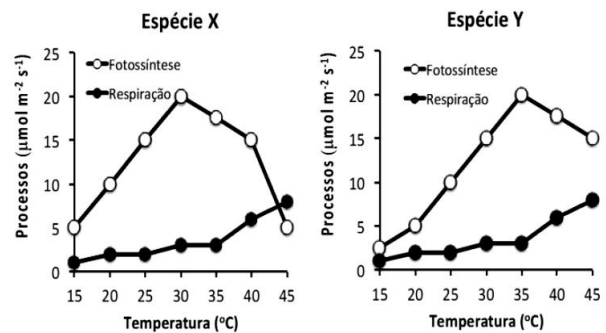 Espécie X
Fotossíntese
Respiração
Processos (µmol m⁻² s⁻¹)
25
20
15
10
5
0
15 20 25 30 35 40 45
Temperatura (ºC)
Espécie Y
Fotossíntese
Respiração
Processos (µmol m⁻² s⁻¹)
25
20
15
10
5
0
15 20 25 30 35 40 45
Temperatura (ºC)